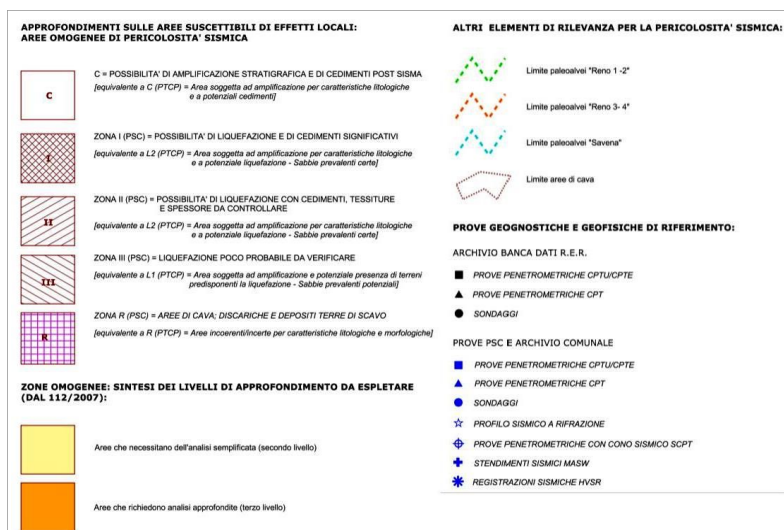 APPROFONDIMENTI SULLE AREE SUSCETTIBILI DI EFFETTI LOCALI:
AREE OMOGENEE DI PERICOLOSITA' SISMICA:
C
C = POSSIBILITA' DI AMPLIFICAZIONE STRATIGRAFICA E DI CEDIMENTI POST SISMA
[equivalente a C (PTCP) = Area soggetta ad amplificazione per caratteristiche litologiche
e a potenziali cedimenti]
I
ZONA I (PSC) = POSSIBILITA' DI LIQUEFAZIONE E DI CEDIMENTI SIGNIFICATIVI
[equivalente a L2 (PTCP) = Area soggetta ad amplificazione per caratteristiche litologiche
e a potenziale liquefazione - Sabbie prevalenti certe]
II
ZONA II (PSC) = POSSIBILITA' DI LIQUEFAZIONE CON CEDIMENTI, TESSITURE
E SPESSORE DA CONTROLLARE
[equivalente a L2 (PTCP) = Area soggetta ad amplificazione per caratteristiche litologiche
e a potenziale liquefazione - Sabbie prevalenti certe]
III
ZONA III (PSC) = LIQUEFAZIONE POCO PROBABILE DA VERIFICARE
[equivalente a L1 (PTCP) = Area soggetta ad amplificazione e potenziale presenza di terreni
predisponenti la liquefazione - Sabbie prevalenti potenziali]
R
ZONA R (PSC) = AREE DI CAVA; DISCARICHE E DEPOSITI TERRE DI SCAVO
[equivalente a R (PTCP) = Aree incoerenti/incerte per caratteristiche litologiche e morfologiche]
ZONE OMOGENEE: SINTESI DEI LIVELLI DI APPROFONDIMENTO DA ESPLETARE
(DAL 112/2007):
Aree che necessitano dell'analisi semplificata (secondo livello)
Aree che richiedono analisi approfondite (terzo livello)
ALTRI ELEMENTI DI RILEVANZA PER LA PERICOLOSITA' SISMICA:
Limite paleoalvei "Reno 1 -2"
Limite paleoalvei "Reno 3- 4"
Limite paleoalvei "Savena"
Limite aree di cava
PROVE GEOGNOSTICHE E GEOFISICHE DI RIFERIMENTO:
ARCHIVIO BANCA DATI R.E.R.
PROVE PENETROMETRICHE CPTU/CPTE
PROVE PENETROMETRICHE CPT
SONDAGGI
PROVE PSC E ARCHIVIO COMUNALE
PROVE PENETROMETRICHE CPTU/CPTE
PROVE PENETROMETRICHE CPT
SONDAGGI
PROFILO SISMICO A RIFRAZIONE
PROVE PENETROMETRICHE CON CONO SISMICO SCPT
STENDIMENTI SISMICI MASW
REGISTRAZIONI SISMICHE HVSR